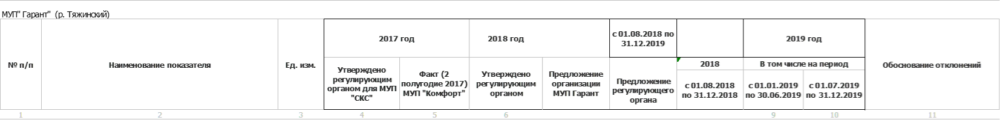 МУП" Гарант" (р. Тяжинский)
№ п/п
Наименование показателя
Ед. изм.
2017 год
2018 год
с 01.08.2018 по
31.12.2019
2019 год
Обоснование отклонений
Утверждено
регулирующим
органом для МУП
"СКС"
Факт (2
полугодие 2017)
МУП "Комфорт"
Утверждено
регулирующим
органом
Предложение
организации
МУП Гарант
Предложение
регулирующего
органа
2018
В том числе на период
с 01.08.2018
по 31.12.2018
с 01.01.2019
по 30.06.2019
с 01.07.2019
по 31.12.2019
1 2 3 4 5 6 9 10 11